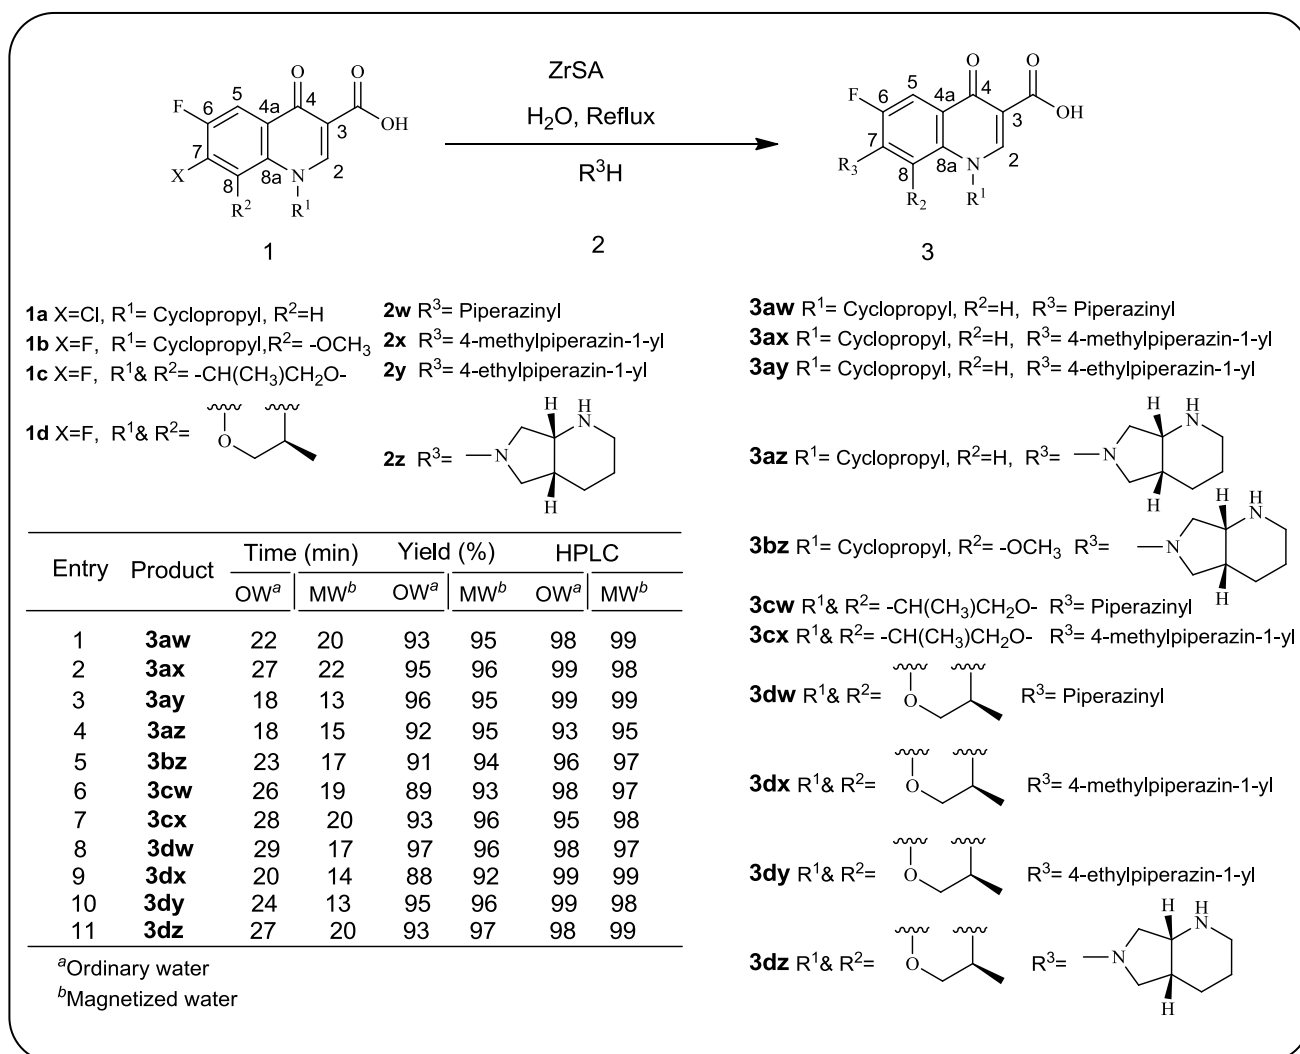 O
O
F
6
5
4a
4
3
OH
7
8
8a
N
2
X
R²
R¹
1
ZrSA
H₂O, Reflux
R³H
2
O
O
F
6
5
4a
4
3
OH
7
8
8a
N
2
R₃
R₂
R¹
3
1a X=Cl, R¹= Cyclopropyl, R²=H
1b X=F, R¹= Cyclopropyl,R²= -OCH₃
1c X=F, R¹& R²= -CH(CH₃)CH₂O-
1d X=F, R¹& R²=
O
2w R³= Piperazinyl
2x R³= 4-methylpiperazin-1-yl
2y R³= 4-ethylpiperazin-1-yl
2z R³=
N
H
H
N
H
3aw R¹= Cyclopropyl, R²=H, R³= Piperazinyl
3ax R¹= Cyclopropyl, R²=H, R³= 4-methylpiperazin-1-yl
3ay R¹= Cyclopropyl, R²=H, R³= 4-ethylpiperazin-1-yl
3az R¹= Cyclopropyl, R²=H, R³=
N
H
H
N
H
3bz R¹= Cyclopropyl, R²= -OCH₃ R³=
N
H
H
N
H
3cw R¹& R²= -CH(CH₃)CH₂O- R³= Piperazinyl
3cx R¹& R²= -CH(CH₃)CH₂O- R³= 4-methylpiperazin-1-yl
3dw R¹& R²= O R³= Piperazinyl
3dx R¹& R²= O R³= 4-methylpiperazin-1-yl
3dy R¹& R²= O R³= 4-ethylpiperazin-1-yl
3dz R¹& R²= O R³=
N
H
H
N
H
Entry Product Time (min) Yield (%) HPLC
OWᵃ MWᵇ OWᵃ MWᵇ OWᵃ MWᵇ
1 3aw 22 20 93 95 98 99
2 3ax 27 22 95 96 99 98
3 3ay 18 13 96 95 99 99
4 3az 18 15 92 95 93 95
5 3bz 23 17 91 94 96 97
6 3cw 26 19 89 93 98 97
7 3cx 28 20 93 96 95 98
8 3dw 29 17 97 96 98 97
9 3dx 20 14 88 92 99 99
10 3dy 24 13 95 96 99 98
11 3dz 27 20 93 97 98 99
ᵃOrdinary water
ᵇMagnetized water